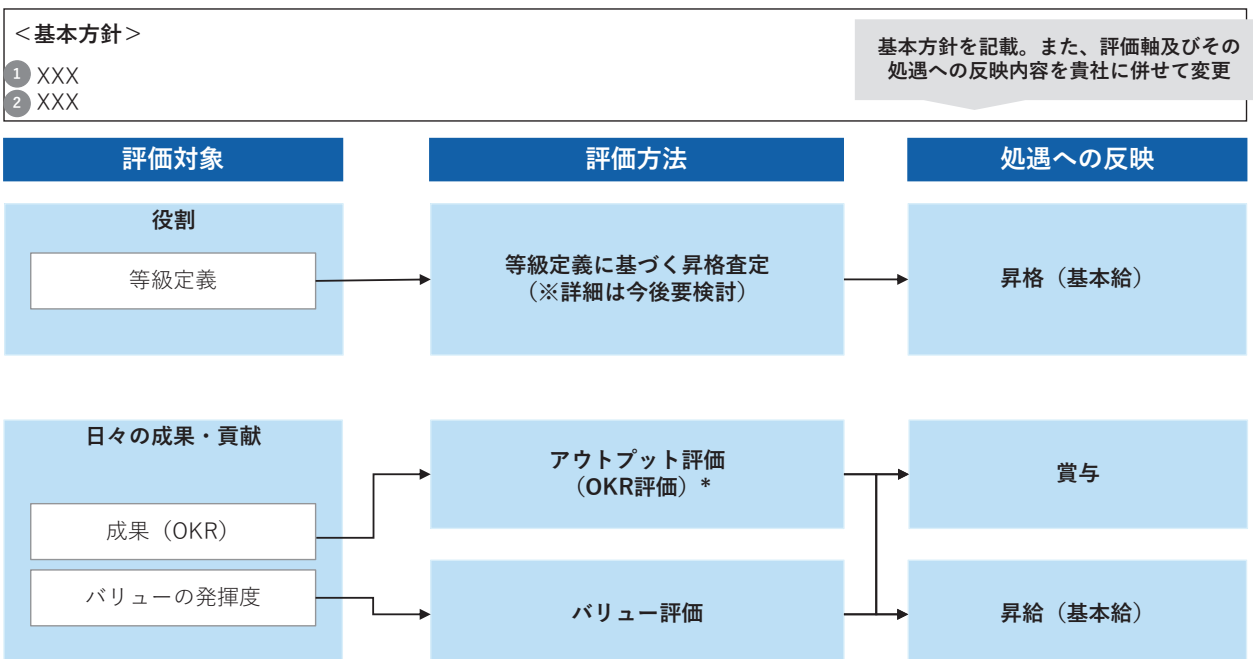 ＜基本方針＞
1 XXX
2 XXX
基本方針を記載。また、評価軸及びその
処遇への反映内容を貴社に併せて変更
評価対象
評価方法
処遇への反映
役割
等級定義
等級定義に基づく昇格査定
（※詳細は今後要検討）
昇格（基本給）
日々の成果・貢献
成果（OKR）
バリューの発揮度
アウトプット評価
（OKR評価）*
賞与
バリュー評価
昇給（基本給）